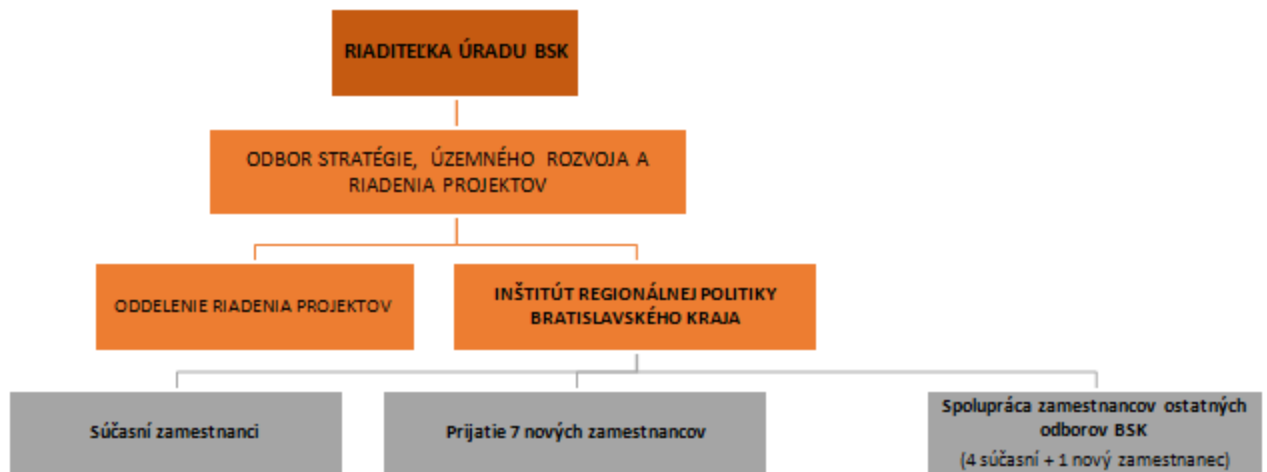 RIADITEĽKA ÚRADU BSK
ODBOR STRATÉGIE, ÚZEMNÉHO ROZVOJA A
RIADENIA PROJEKTOV
ODDELENIE RIADENIA PROJEKTOV
INŠTITÚT REGIONÁLNEJ POLITIKY
BRATISLAVSKÉHO KRAJA
Súčasní zamestnanci
Prijatie 7 nových zamestnancov
Spolupráca zamestnancov ostatných
odborov BSK
(4 súčasní + 1 nový zamestnanec)